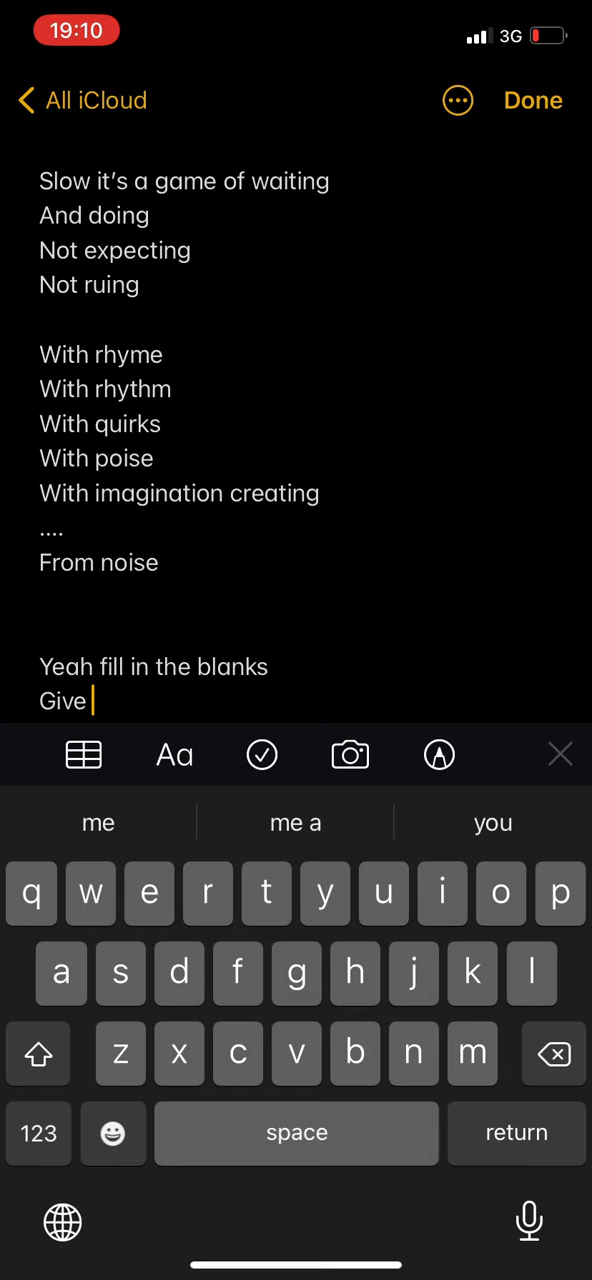 19:10
3G
All iCloud
Done
Slow it’s a game of waiting
And doing
Not expecting
Not ruing
With rhyme
With rhythm
With quirks
With poise
With imagination creating
....
From noise
Yeah fill in the blanks
Give
Aa
me
me a
you
q w e r t y u i o p
a s d f g h j k l
z x c v b n m
123
space
return